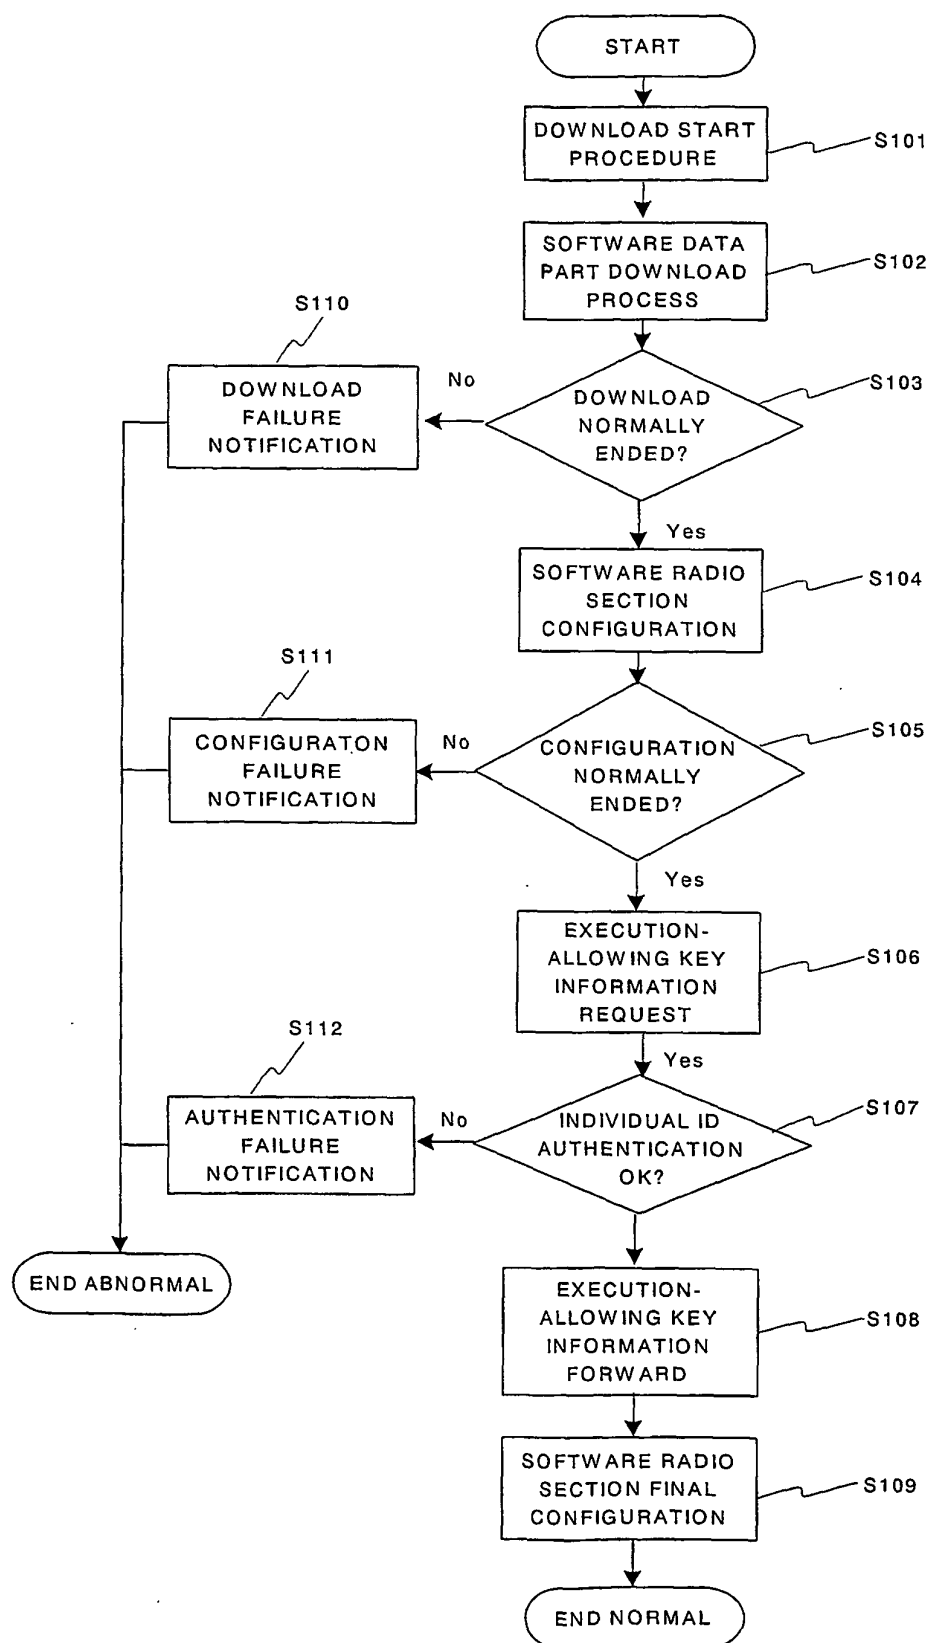 START
DOWNLOAD START
PROCEDURE
S101
SOFTWARE DATA
PART DOWNLOAD
PROCESS
S102
S110
DOWNLOAD
FAILURE
NOTIFICATION
No
DOWNLOAD
NORMALLY
ENDED?
S103
Yes
SOFTWARE RADIO
SECTION
CONFIGURATION
S104
S111
CONFIGURATON
FAILURE
NOTIFICATION
No
CONFIGURATION
NORMALLY
ENDED?
S105
Yes
EXECUTION-
ALLOWING KEY
INFORMATION
REQUEST
S106
S112
Yes
AUTHENTICATION
FAILURE
NOTIFICATION
No
INDIVIDUAL ID
AUTHENTICATION
OK?
S107
END ABNORMAL
EXECUTION-
ALLOWING KEY
INFORMATION
FORWARD
S108
SOFTWARE RADIO
SECTION FINAL
CONFIGURATION
S109
END NORMAL